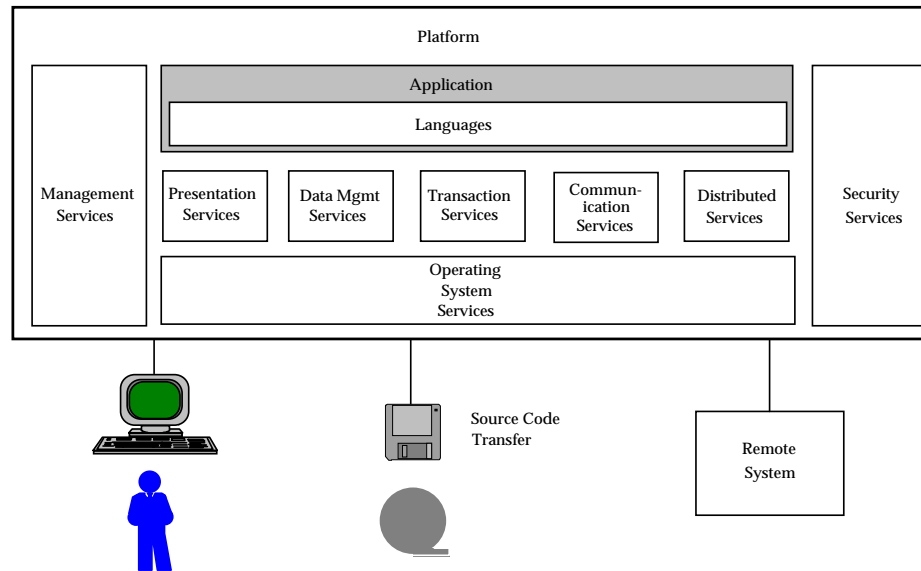 Platform
Application
Languages
Management
Services
Presentation
Services
Data Mgmt
Services
Transaction
Services
Commun-
ication
Services
Distributed
Services
Security
Services
Operating
System
Services
Source Code
Transfer
Remote
System